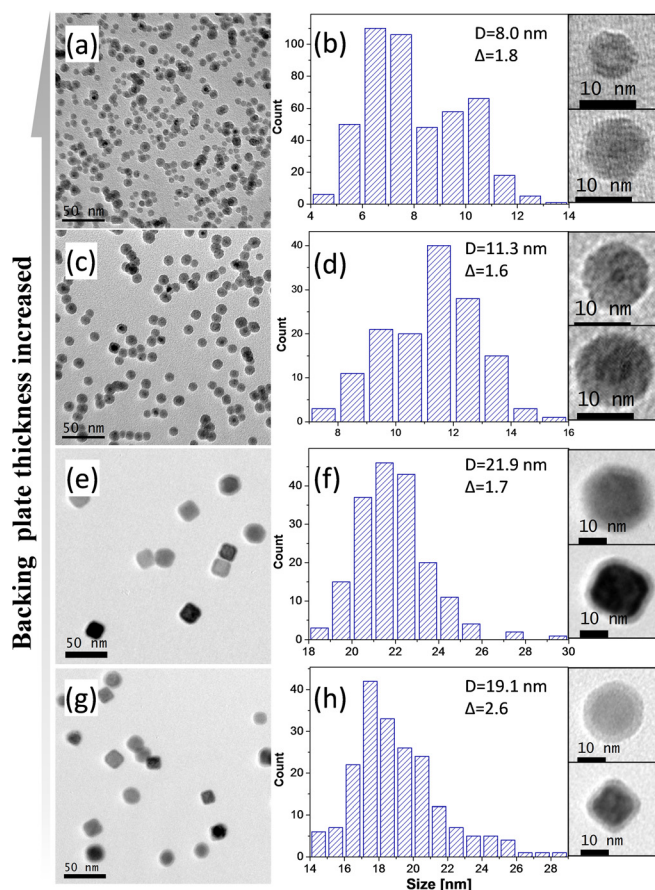 Backing plate thickness increased
(a)
50 nm
(b)
D=8.0 nm
Δ=1.8
Count
100
80
60
40
20
0
4 6 8 10 12 14
10 nm
10 nm
(c)
50 nm
(d)
D=11.3 nm
Δ=1.6
Count
40
30
20
10
0
8 10 12 14 16
10 nm
10 nm
(e)
50 nm
(f)
D=21.9 nm
Δ=1.7
Count
40
30
20
10
0
18 20 22 24 26 28 30
10 nm
10 nm
(g)
50 nm
(h)
D=19.1 nm
Δ=2.6
Count
40
30
20
10
0
14 16 18 20 22 24 26 28
Size [nm]
10 nm
10 nm